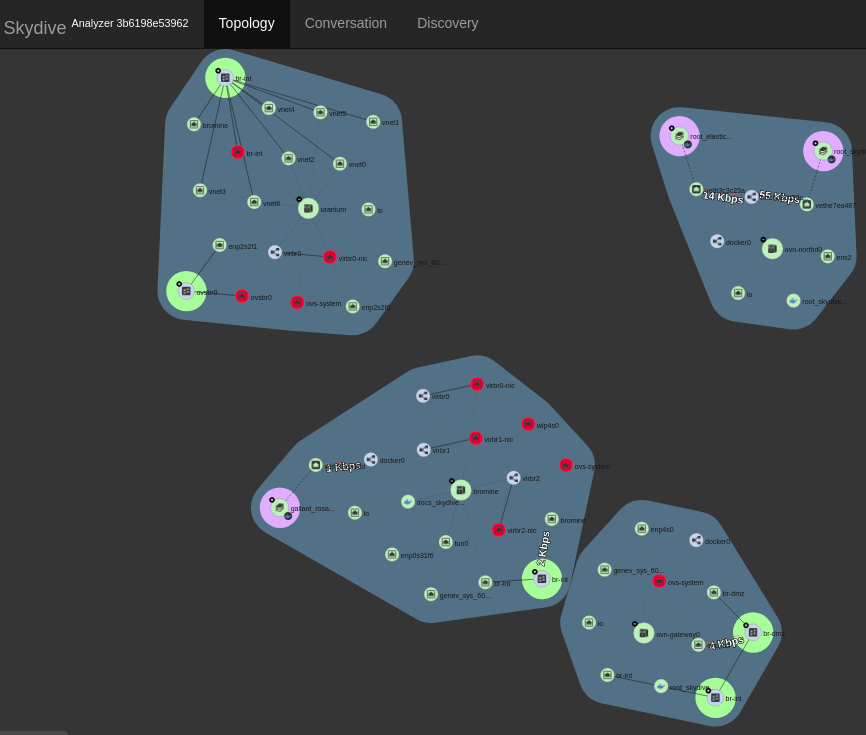 Skydive Analyzer 3b6198e53962 Topology Conversation Discovery
br-int
vnet4
vnet5
vnet1
bromine
br-int
vnet2
vnet0
vnet3
vnet6
uranium
lo
enp2s2f1
virbr0
virbr0-nic
genev_sys_60...
ovsbr0
ovsbr0
ovs-system
enp2s2f0
root_elastic...
14 Kbps
55 Kbps
vethe7ea487
docker0
ovn-northd0
ens2
lo
root_skydive...
virbr0
virbr0-nic
wlp4s0
virbr1
virbr1-nic
docker0
1 Kbps
ovs-system
virbr2
bromine
gallant_rosa...
docs_skydive...
lo
bromine
virbr2-nic
tun0
2 Kbps
enp0s31f6
br-int
br-int
genev_sys_60...
enp4s0
docker0
genev_sys_60...
ovs-system
br-dmz
lo
ovn-gateway0
br-dmz
4 Kbps
br-int
root_skydive
br-int